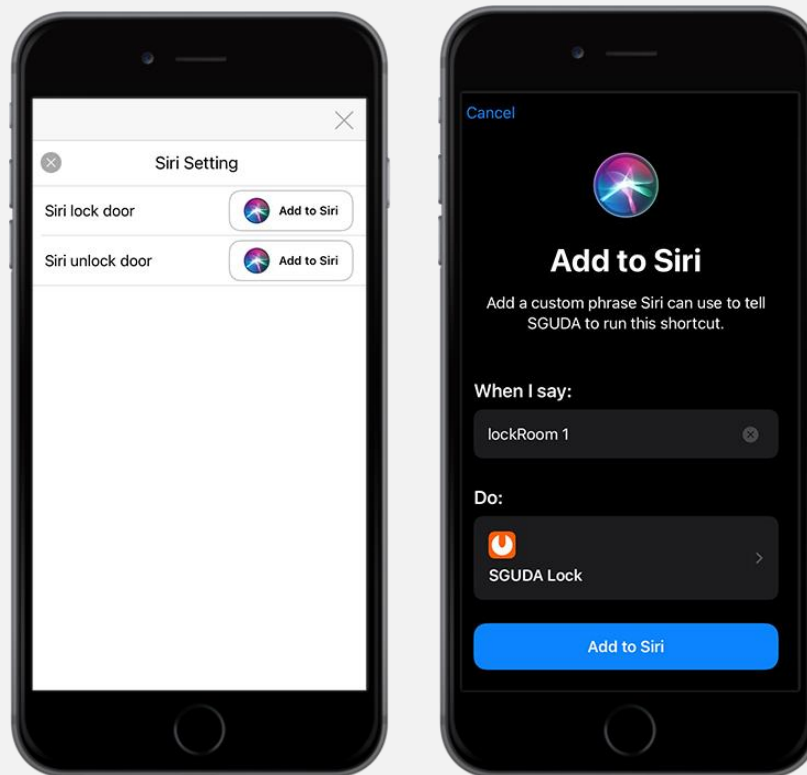 Siri Setting
Siri lock door
Add to Siri
Siri unlock door
Add to Siri
Cancel
Add to Siri
Add a custom phrase Siri can use to tell
SGUDA to run this shortcut.
When I say:
lockRoom 1
Do:
SGUDA Lock
Add to Siri